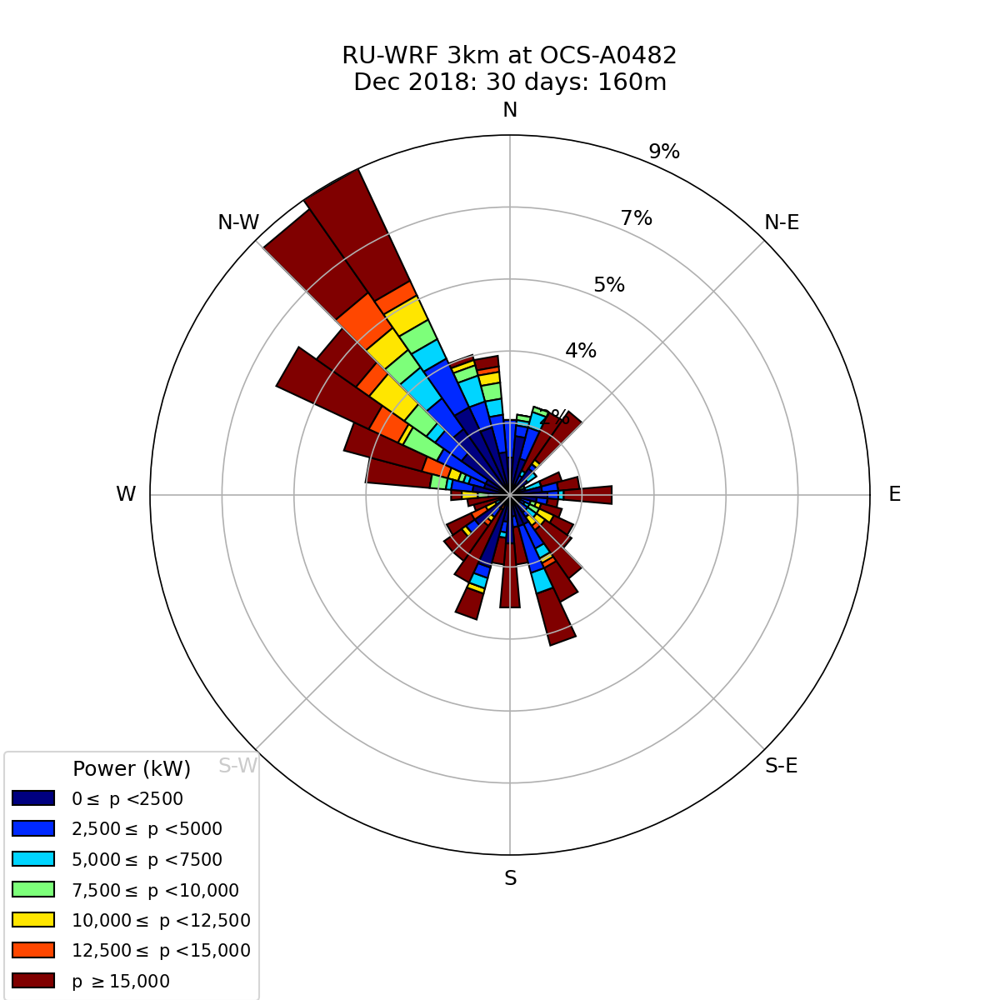 RU-WRF 3km at OCS-A0482
Dec 2018: 30 days: 160m
N
9%
7%
N-W
N-E
5%
4%
2%
W
E
S-W
S-E
S
Power (kW)
0≤ p <2500
2,500≤ p <5000
5,000≤ p <7500
7,500≤ p <10,000
10,000≤ p <12,500
12,500≤ p <15,000
p ≥15,000